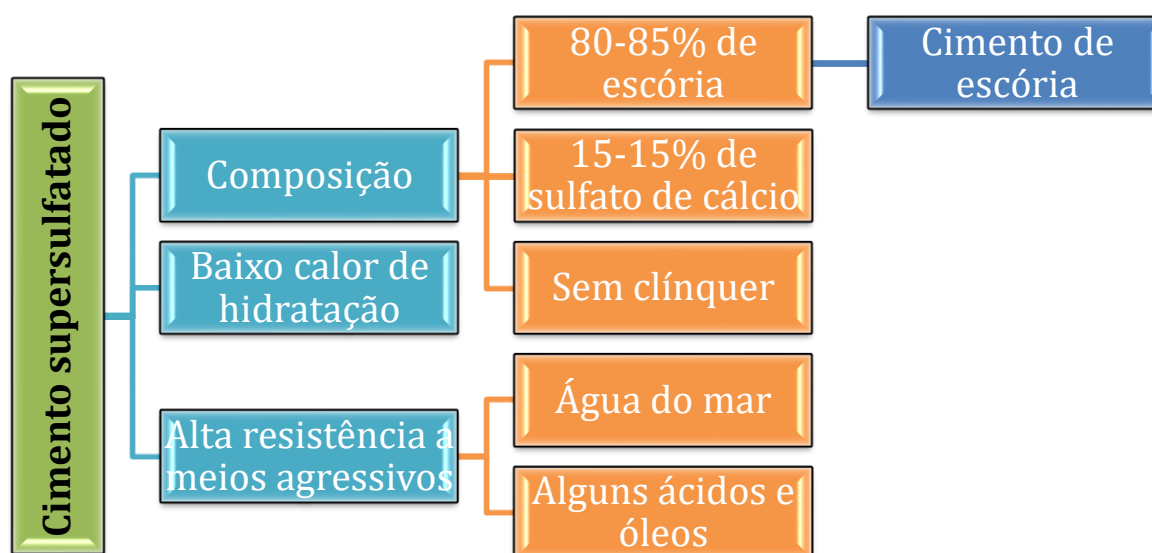 Cimento supersulfatado
Composição
80-85% de
escória
Cimento de
escória
15-15% de
sulfato de cálcio
Sem clínquer
Baixo calor de
hidratação
Alta resistência a
meios agressivos
Água do mar
Alguns ácidos e
óleos